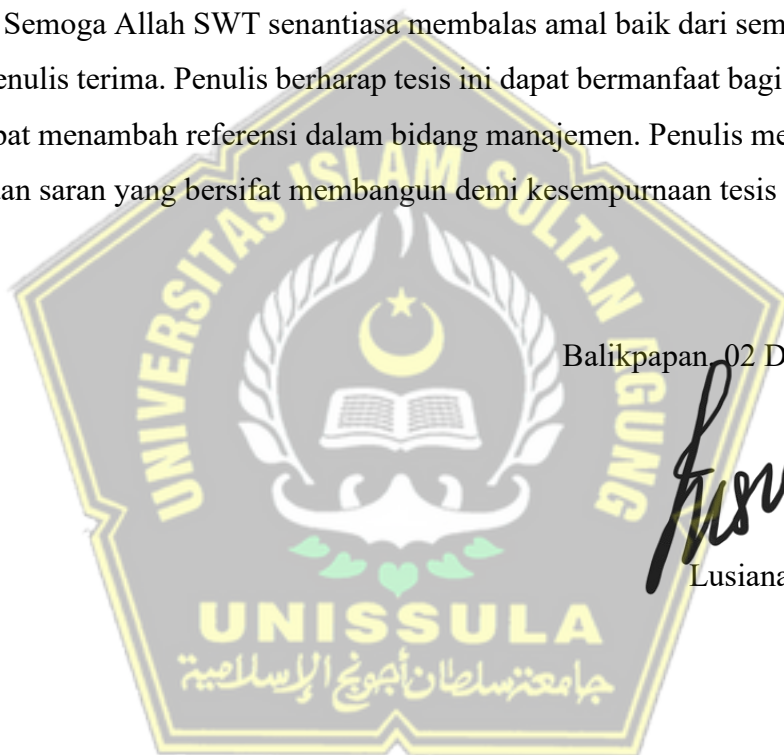 Semoga Allah SWT senantiasa membalas amal baik dari sem
enulis terima. Penulis berharap tesis ini dapat bermanfaat bagi
pat menambah referensi dalam bidang manajemen. Penulis me
an saran yang bersifat membangun demi kesempurnaan tesis
UNIVERSITAS ISLAM SULTAN AGUNG
Balikpapan, 02 D
Lusiana
UNISSULA
جامعتسلطان أجونج الإسلامية